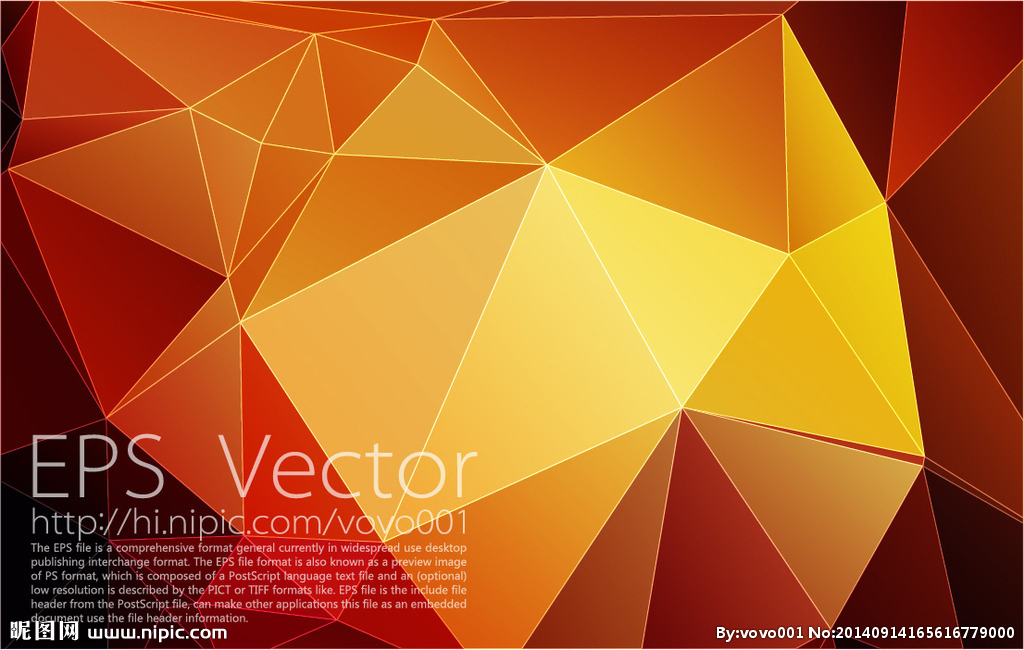 EPS Vector
http://hi.nipic.com/vovo001
The EPS file is a comprehensive format general currently in widespread use desktop
publishing interchange format. The EPS file format is also known as a preview image
of PS format, which is composed of a PostScript language text file and an (optional)
low resolution is described by the PICT or TIFF formats like. EPS file is the include file
header from the PostScript file, can make other applications this file as an embedded
document use the file header information.
昵图网 www.nipic.com
By:vovo001 No:20140914165616779000